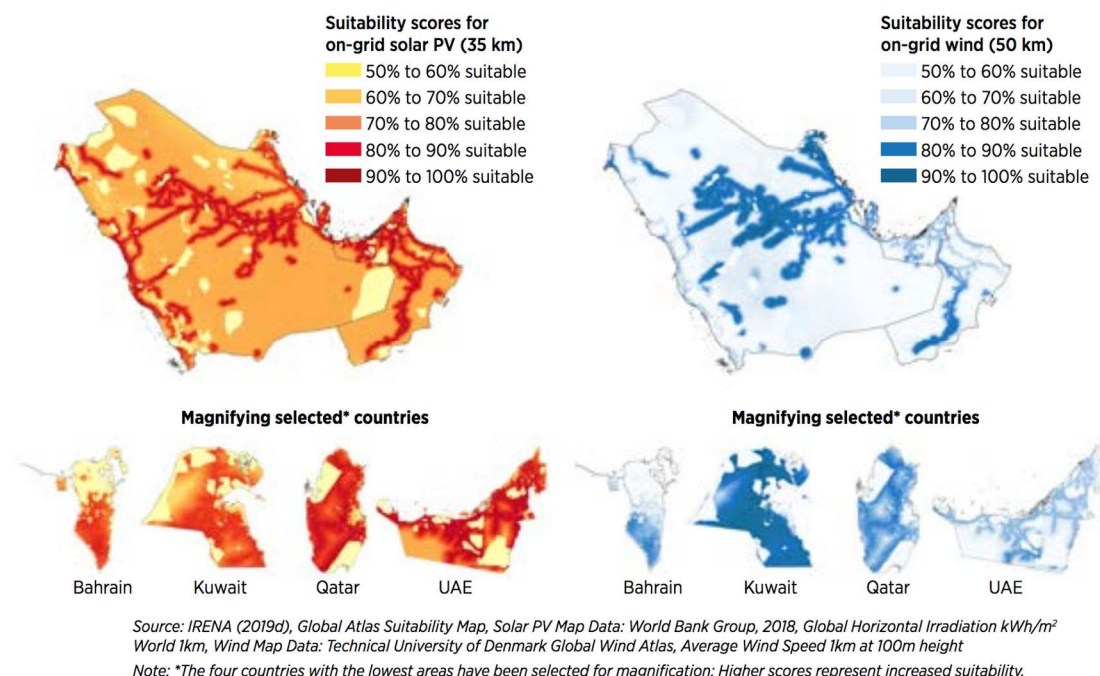 Suitability scores for
on-grid solar PV (35 km)
50% to 60% suitable
60% to 70% suitable
70% to 80% suitable
80% to 90% suitable
90% to 100% suitable
Suitability scores for
on-grid wind (50 km)
50% to 60% suitable
60% to 70% suitable
70% to 80% suitable
80% to 90% suitable
90% to 100% suitable
Magnifying selected* countries
Bahrain
Kuwait
Qatar
UAE
Magnifying selected* countries
Bahrain
Kuwait
Qatar
UAE
Source: IRENA (2019d), Global Atlas Suitability Map, Solar PV Map Data: World Bank Group, 2018, Global Horizontal Irradiation kWh/m²
World 1km, Wind Map Data: Technical University of Denmark Global Wind Atlas, Average Wind Speed 1km at 100m height
Note: *The four countries with the lowest areas have been selected for magnification; Higher scores represent increased suitability.